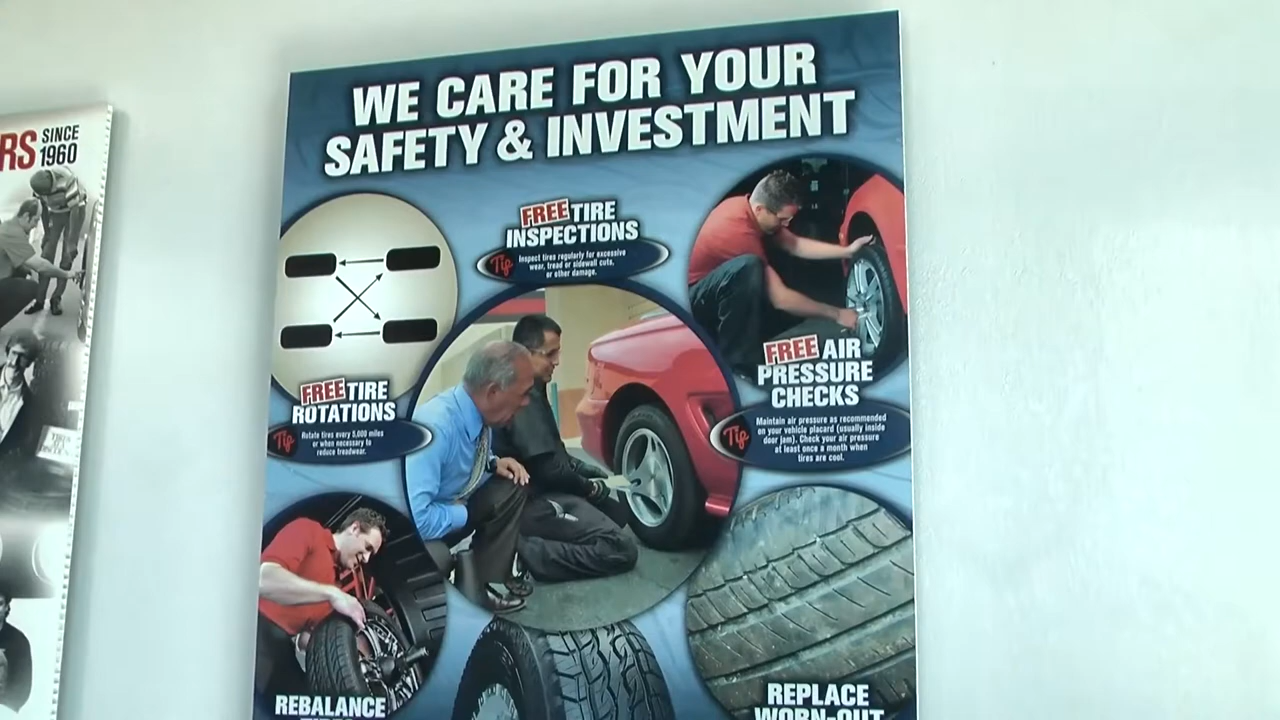 RS SINCE
1960
WE CARE FOR YOUR
SAFETY & INVESTMENT
FREE TIRE
INSPECTIONS
Tip
Inspect tires regularly for excessive
wear, tread or sidewall cuts,
or other damage.
FREE TIRE
ROTATIONS
Tip
Rotate tires every 5,000 miles
or when necessary to
reduce treadwear.
FREE AIR
PRESSURE
CHECKS
Tip
Maintain air pressure as recommended
on your vehicle placard (usually inside
door jam). Check your air pressure
at least once a month when
tires are cool.
REBALANCE
REPLACE
WORN-OUT